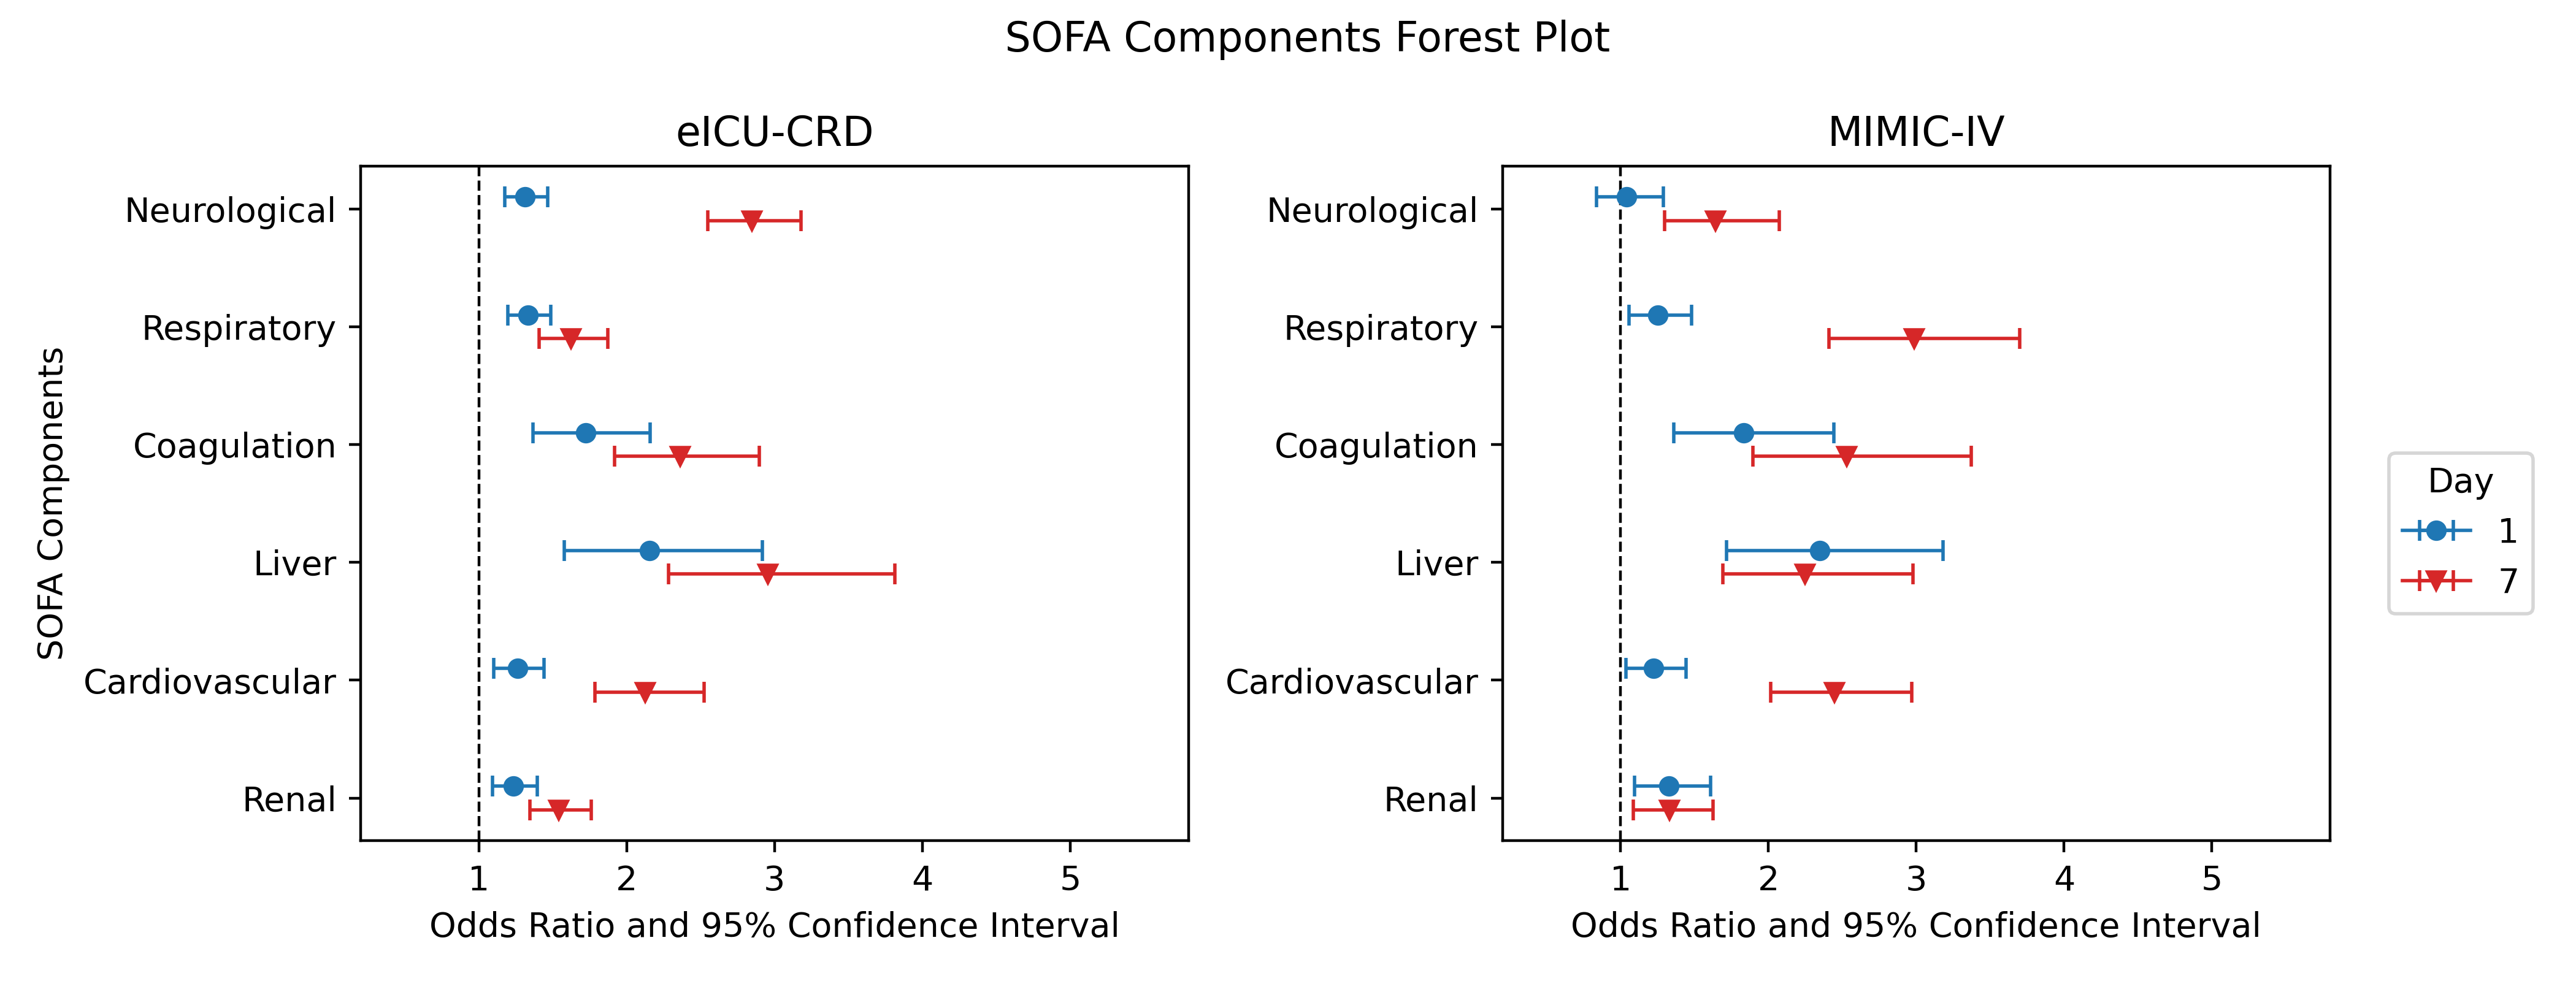 SOFA Components Forest Plot
eICU-CRD
SOFA Components
Neurological
Respiratory
Coagulation
Liver
Cardiovascular
Renal
1 2 3 4 5
Odds Ratio and 95% Confidence Interval
MIMIC-IV
Neurological
Respiratory
Coagulation
Liver
Cardiovascular
Renal
1 2 3 4 5
Odds Ratio and 95% Confidence Interval
Day
1
7